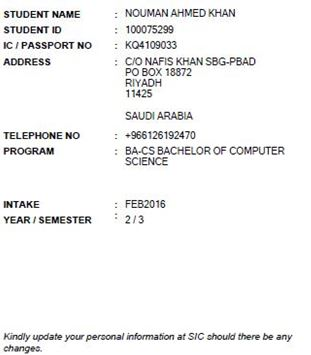 STUDENT NAME : NOUMAN AHMED KHAN
STUDENT ID : 100075299
IC / PASSPORT NO : KQ4109033
ADDRESS : C/O NAFIS KHAN SBG-PBAD
PO BOX 18872
RIYADH
11425
SAUDI ARABIA
TELEPHONE NO : +966126192470
PROGRAM : BA-CS BACHELOR OF COMPUTER
SCIENCE
INTAKE : FEB2016
YEAR / SEMESTER : 2 / 3
Kindly update your personal information at SIC should there be any
changes.